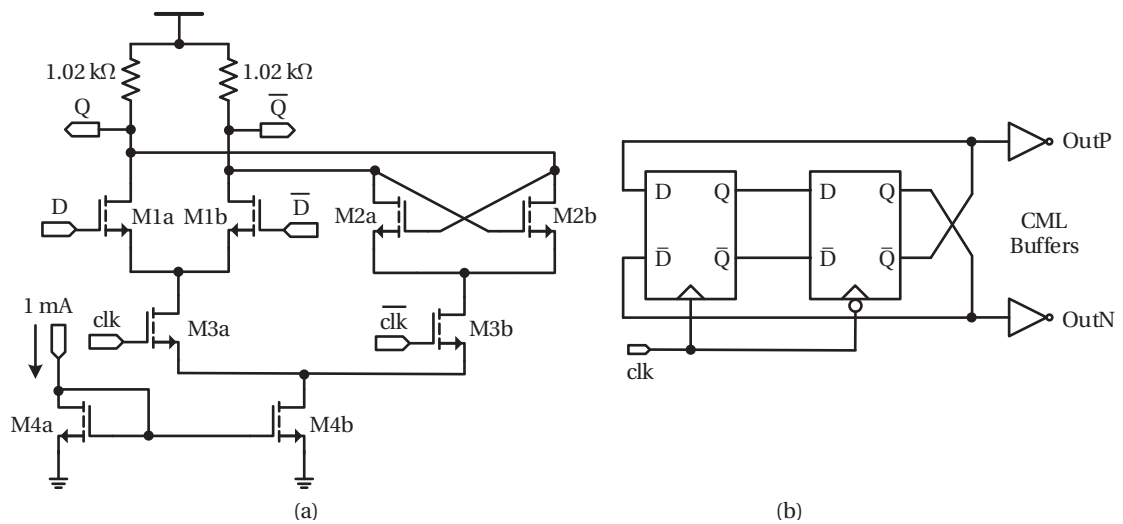 1.02 kΩ
1.02 kΩ
Q
Q̅
D
M1a
M1b
D̅
M2a
M2b
1 mA
clk
M3a
c̅l̅k̅
M3b
M4a
M4b
(a)
D
Q
D
Q
D̅
Q̅
D̅
Q̅
clk
OutP
CML
Buffers
OutN
(b)